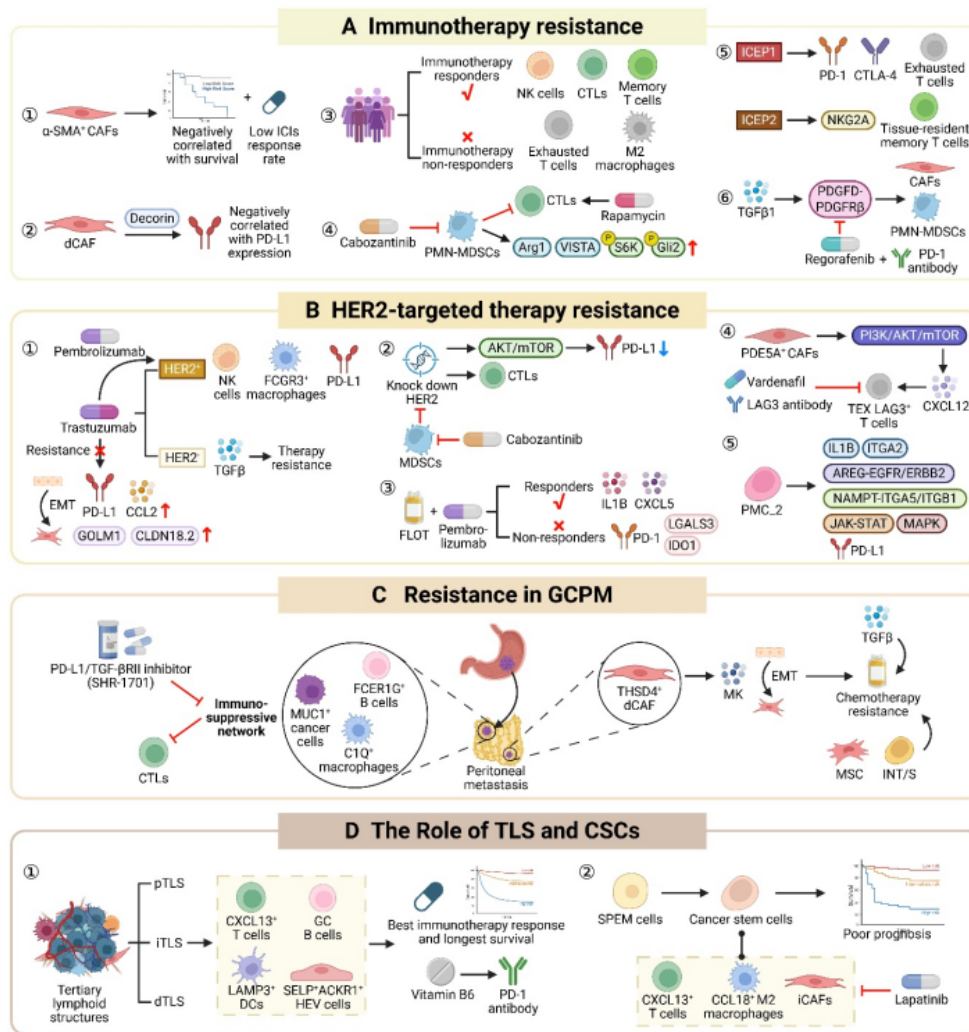 A Immunotherapy resistance
①
α-SMA⁺ CAFs
Negatively
correlated
with survival
+
Low ICIs
response
rate
②
dCAF
Decorin
Negatively
correlated
with PD-L1
expression
③
Immunotherapy
responders
NK cells
CTLs
Memory
T cells
Immunotherapy
non-responders
Exhausted
T cells
M2
macrophages
④
Cabozantinib
PMN-MDSCs
CTLs
Rapamycin
Arg1
VISTA
P
S6K
P
Gli2
⑤
ICEP1
PD-1
CTLA-4
Exhausted
T cells
ICEP2
NKG2A
Tissue-resident
memory T cells
⑥
TGFβ1
PDGFD-
PDGFRβ
CAFs
PMN-MDSCs
Regorafenib +
PD-1
antibody
B HER2-targeted therapy resistance
①
Pembrolizumab
HER2⁺
NK
cells
FCGR3⁺
macrophages
PD-L1
Trastuzumab
Resistance
HER2⁻
TGFβ
Therapy
resistance
EMT
PD-L1
CCL2
GOLM1
CLDN18.2
②
Knock down
HER2
AKT/mTOR
PD-L1
CTLs
MDSCs
Cabozantinib
③
FLOT
+
Pembro-
lizumab
Responders
IL1B
CXCL5
Non-responders
PD-1
LGALS3
IDO1
④
PDE5A⁺ CAFs
PI3K/AKT/mTOR
Vardenafil
LAG3 antibody
TEX LAG3⁺
T cells
CXCL12
⑤
PMC_2
IL1B
ITGA2
AREG-EGFR/ERBB2
NAMPT-ITGA5/ITGB1
JAK-STAT
MAPK
PD-L1
C Resistance in GCPM
PD-L1/TGF-βRII inhibitor
(SHR-1701)
Immuno-
suppressive
network
CTLs
FCER1G⁺
B cells
MUC1⁺
cancer
cells
C1Q⁺
macrophages
Peritoneal
metastasis
THSD4⁺
dCAF
MK
EMT
TGFβ
Chemotherapy
resistance
MSC
INT/S
D The Role of TLS and CSCs
①
Tertiary
lymphoid
structures
pTLS
iTLS
dTLS
CXCL13⁺
T cells
GC
B cells
LAMP3⁺
DCs
SELP⁺ACKR1⁺
HEV cells
Best immunotherapy response
and longest survival
Vitamin B6
PD-1
antibody
②
SPEM cells
Cancer stem cells
Survival
Poor prognosis
CXCL13⁺
T cells
CCL18⁺ M2
macrophages
iCAFs
Lapatinib